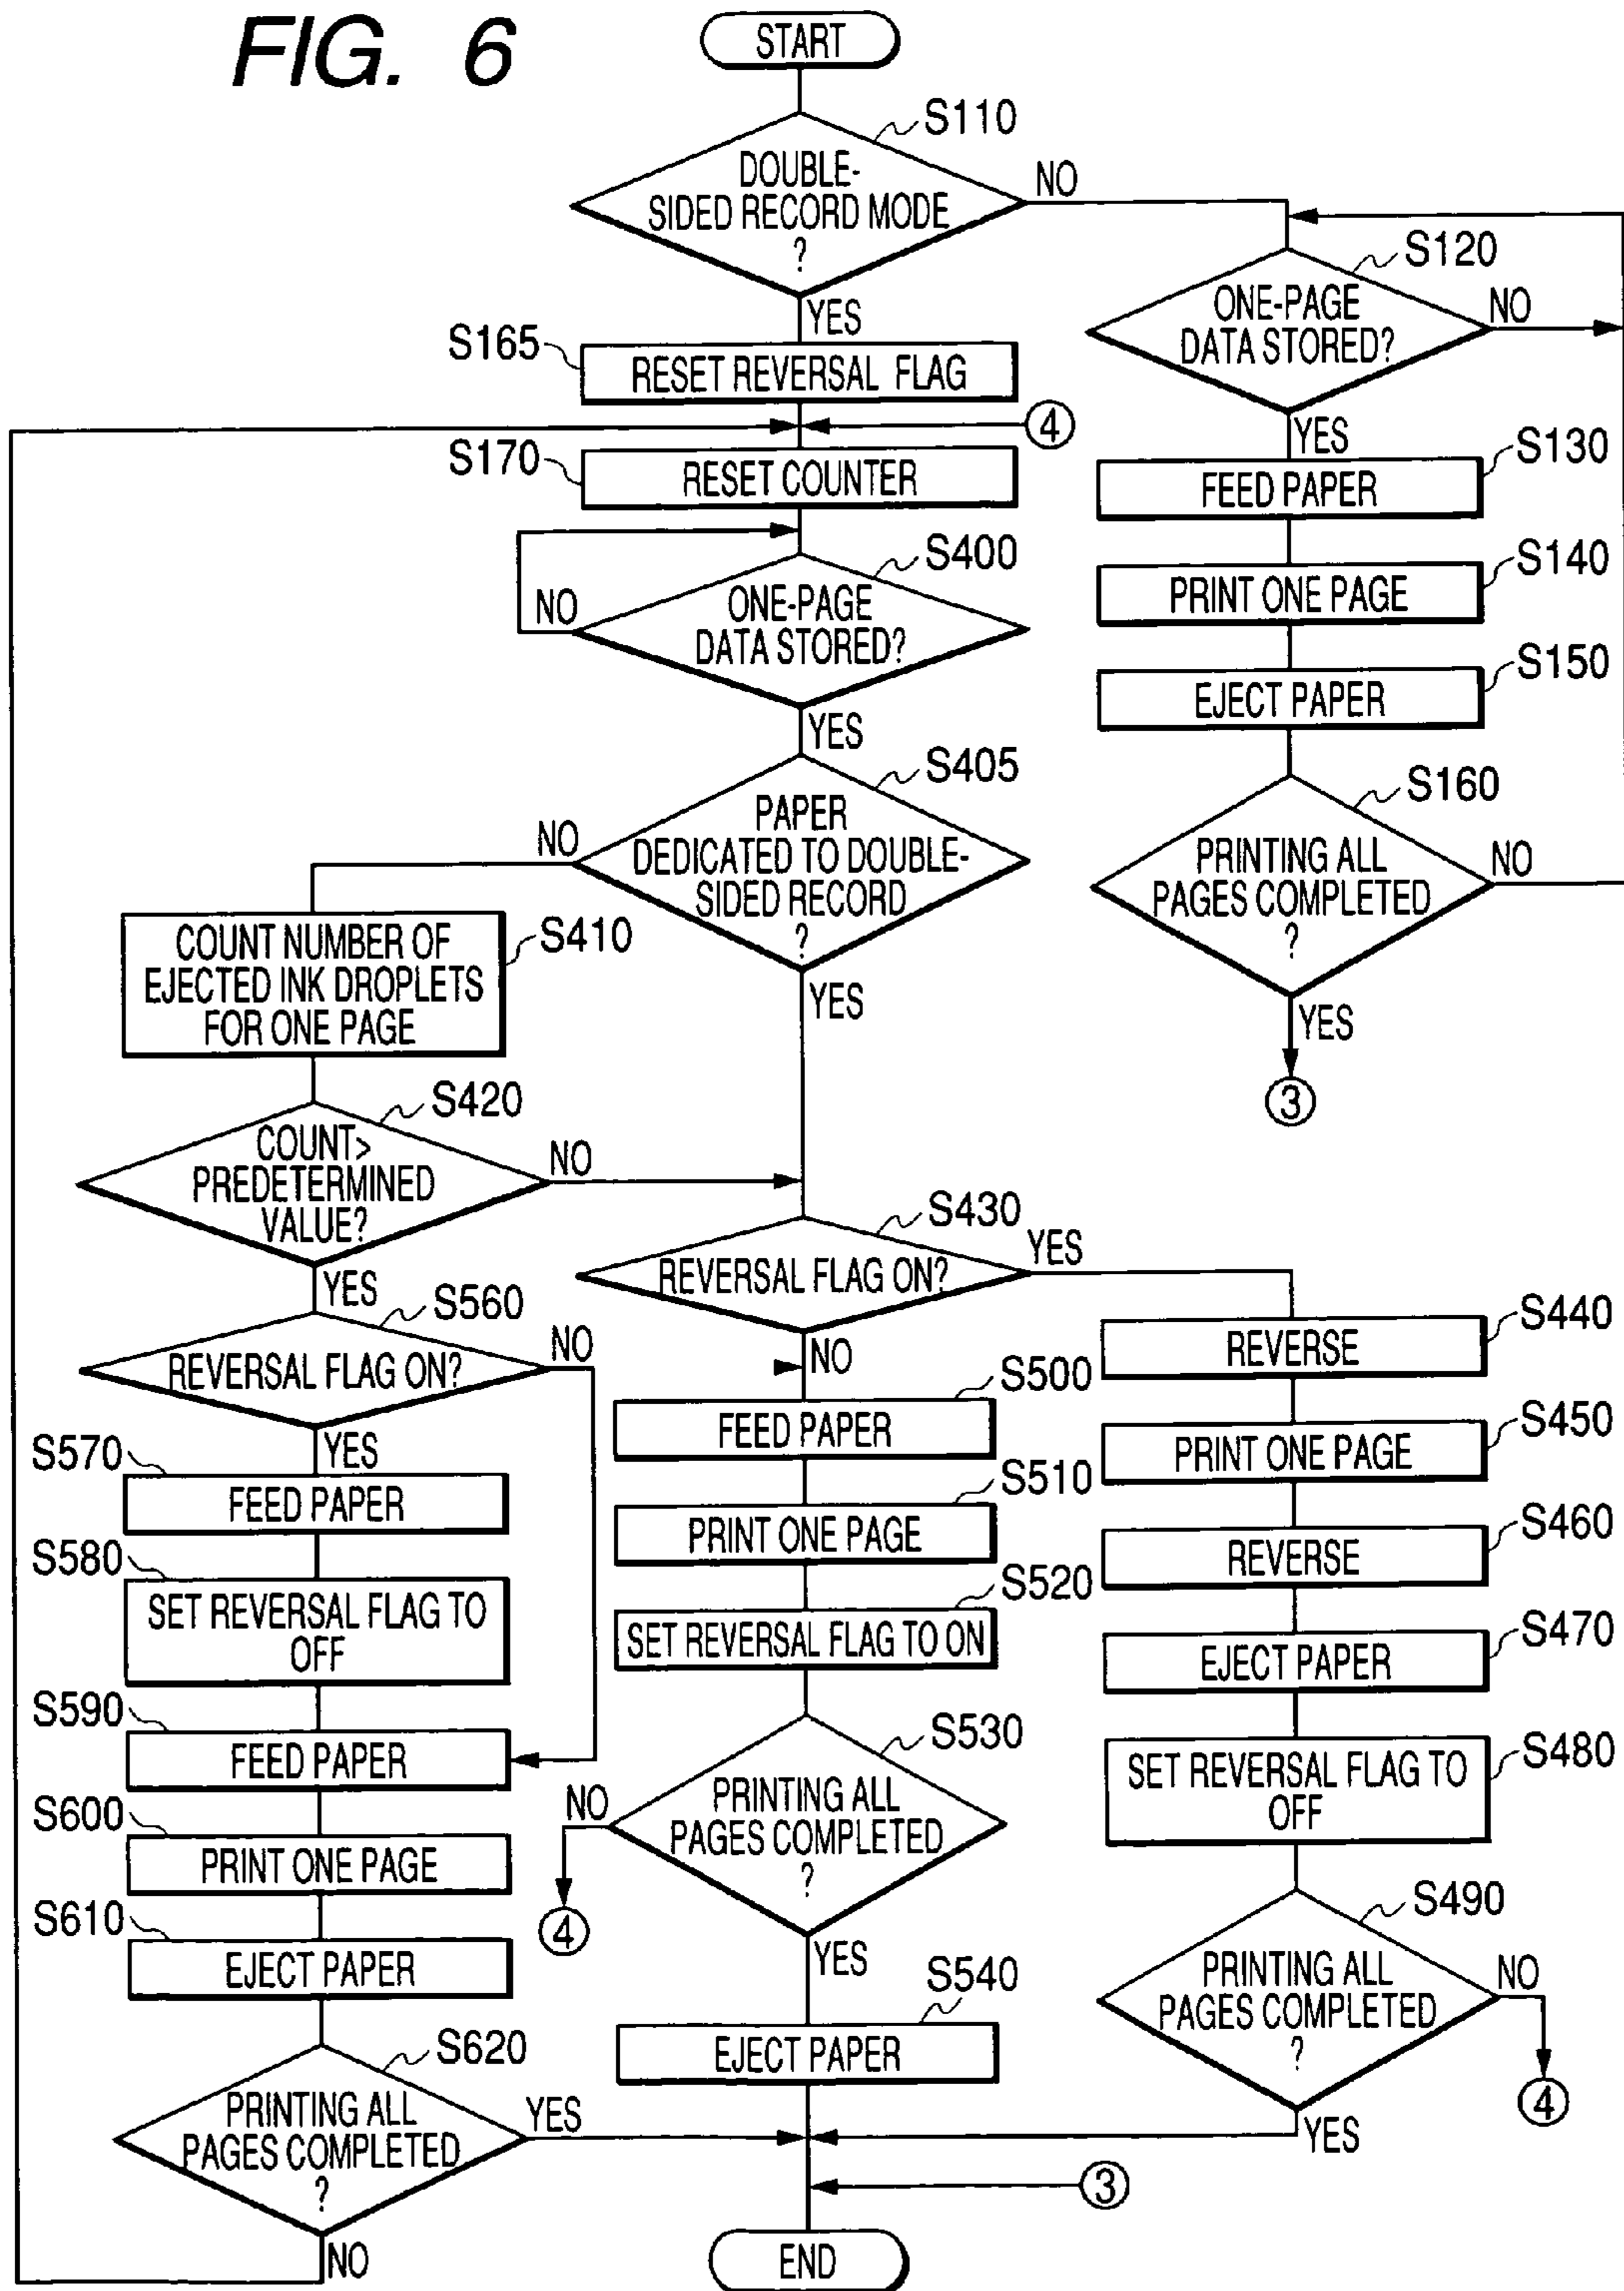 FIG. 6
START
S110
DOUBLE-
SIDED RECORD MODE
?
NO
YES
S120
ONE-PAGE
DATA STORED?
NO
YES
S165
RESET REVERSAL FLAG
4
S170
RESET COUNTER
S130
FEED PAPER
S400
ONE-PAGE
DATA STORED?
NO
YES
S140
PRINT ONE PAGE
S150
EJECT PAPER
S405
PAPER
DEDICATED TO DOUBLE-
SIDED RECORD
?
NO
YES
S160
PRINTING ALL
PAGES COMPLETED
?
NO
YES
3
COUNT NUMBER OF
EJECTED INK DROPLETS
FOR ONE PAGE
S410
S420
COUNT>
PREDETERMINED
VALUE?
NO
YES
S430
REVERSAL FLAG ON?
YES
NO
S560
REVERSAL FLAG ON?
NO
YES
S570
FEED PAPER
S580
SET REVERSAL FLAG TO
OFF
S590
FEED PAPER
S600
PRINT ONE PAGE
S610
EJECT PAPER
S620
PRINTING ALL
PAGES COMPLETED
?
YES
NO
S500
FEED PAPER
S510
PRINT ONE PAGE
S520
SET REVERSAL FLAG TO ON
S530
PRINTING ALL
PAGES COMPLETED
?
NO
4
YES
S540
EJECT PAPER
S440
REVERSE
S450
PRINT ONE PAGE
S460
REVERSE
S470
EJECT PAPER
S480
SET REVERSAL FLAG TO
OFF
S490
PRINTING ALL
PAGES COMPLETED
?
NO
4
YES
3
END